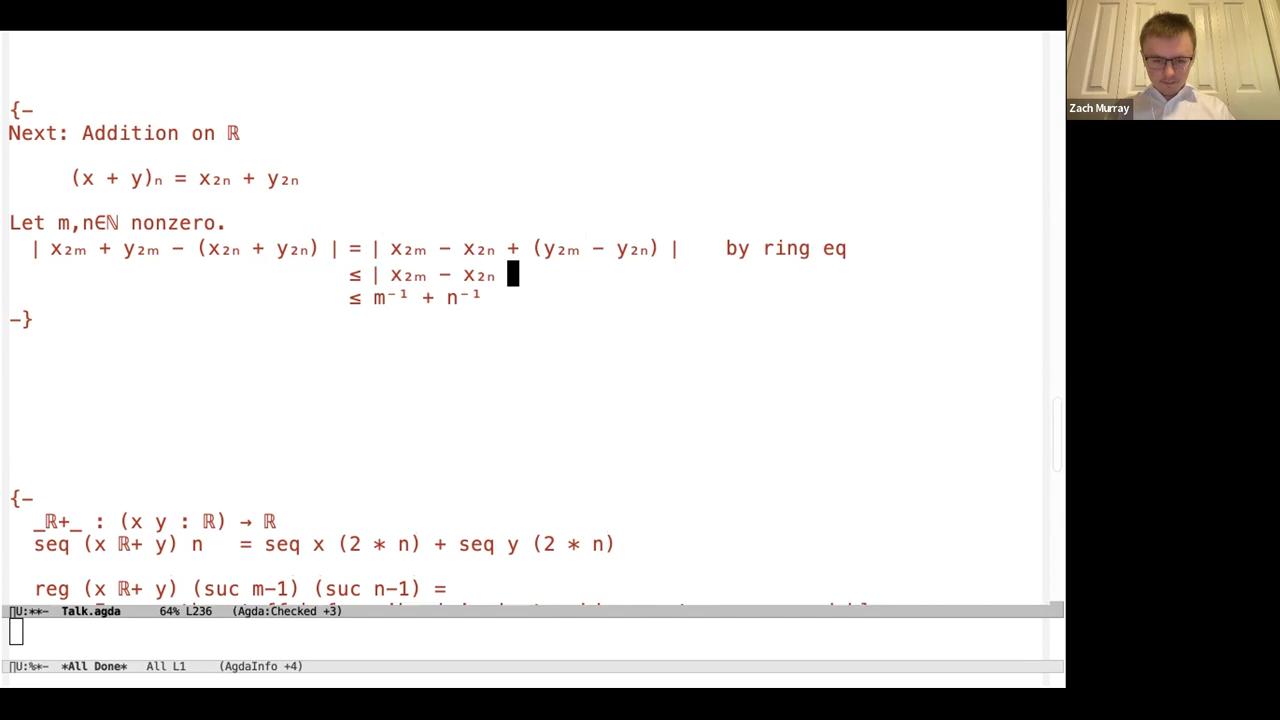 {-
Next: Addition on ℝ
(x + y)ₙ = x₂ₙ + y₂ₙ
Let m,n∈ℕ nonzero.
| x₂ₘ + y₂ₘ - (x₂ₙ + y₂ₙ) | = | x₂ₘ - x₂ₙ + (y₂ₘ - y₂ₙ) | by ring eq
≤ | x₂ₘ - x₂ₙ
≤ m⁻¹ + n⁻¹
-}
{-
_ℝ+_ : (x y : ℝ) → ℝ
seq (x ℝ+ y) n = seq x (2 * n) + seq y (2 * n)
reg (x ℝ+ y) (suc m-1) (suc n-1) =
U:**- Talk.agda 64% L236 (Agda:Checked +3)
U:%*- *All Done* All L1 (AgdaInfo +4)
Zach Murray